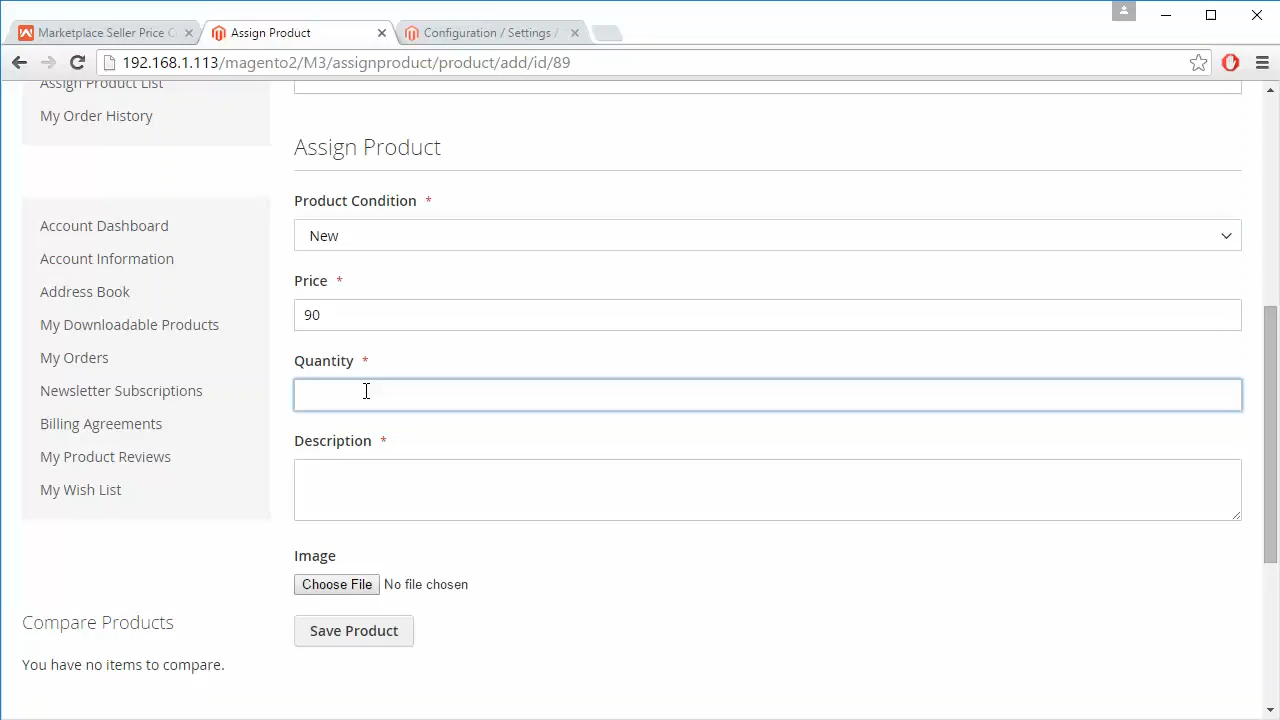 Marketplace Seller Price C
Assign Product
Configuration / Settings /
192.168.1.113/magento2/M3/assignproduct/product/add/id/89
Assign Product List
My Order History
Account Dashboard
Account Information
Address Book
My Downloadable Products
My Orders
Newsletter Subscriptions
Billing Agreements
My Product Reviews
My Wish List
Compare Products
You have no items to compare.
Assign Product
Product Condition *
New
Price *
90
Quantity *
Description *
Image
Choose File No file chosen
Save Product